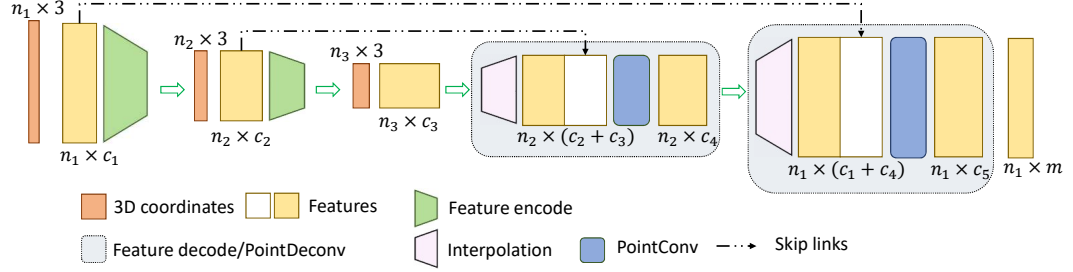 n₁ × 3
n₂ × 3
n₃ × 3
n₁ × c₁
n₂ × c₂
n₃ × c₃
n₂ × (c₂ + c₃)
n₂ × c₄
n₁ × (c₁ + c₄)
n₁ × c₅
n₁ × m
3D coordinates
Features
Feature encode
Feature decode/PointDeconv
Interpolation
PointConv
Skip links